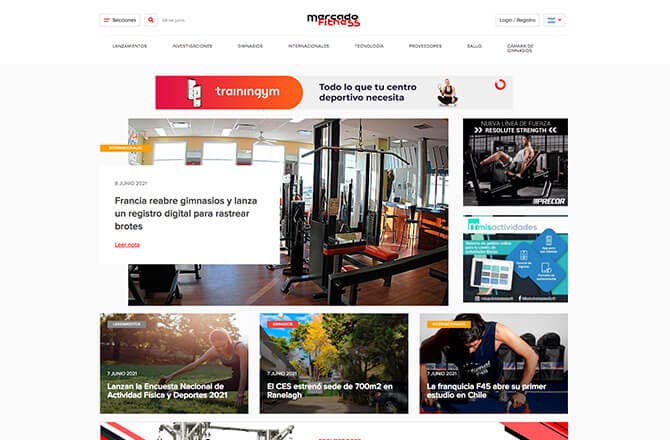 Secciones
mercado
Fitness
Login / Registro
LANZAMIENTOS
INVESTIGACIONES
GIMNASIOS
INTERNACIONALES
TECNOLOGÍA
PROVEEDORES
SALUD
CÁMARA DE
GIMNASIOS
trainingym
Todo lo que tu centro
deportivo necesita
INTERNACIONALES
8 JUNIO 2021
Francia reabre gimnasios y lanza
un registro digital para rastrear
brotes
Leer nota
NUEVA LÍNEA DE FUERZA
RESOLUTE STRENGTH
PRECOR
misactividades
LANZAMIENTOS
7 JUNIO 2021
Lanzan la Encuesta Nacional de
Actividad Física y Deportes 2021
GIMNASIOS
7 JUNIO 2021
El CES estrenó sede de 700m2 en
Ranelagh
INTERNACIONALES
7 JUNIO 2021
La franquicia F45 abre su primer
estudio en Chile